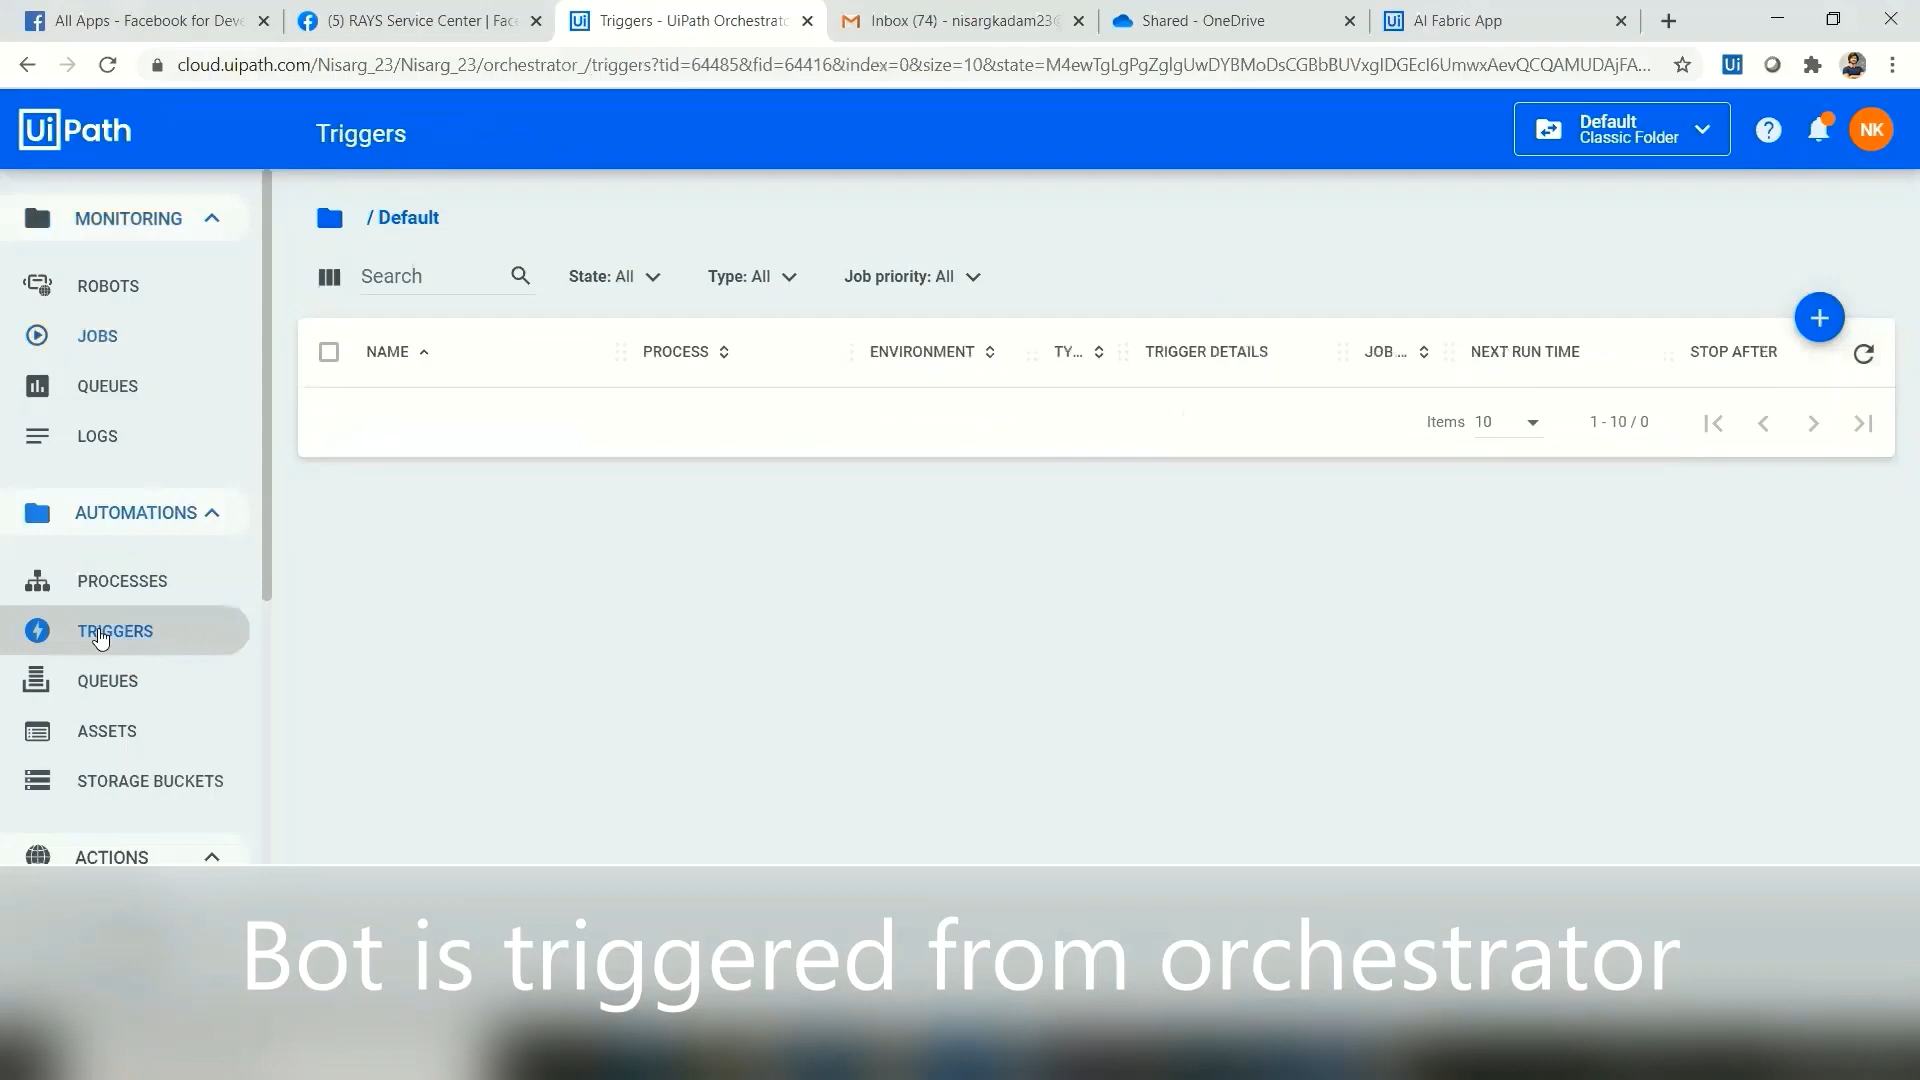 All Apps - Facebook for Deve
(5) RAYS Service Center | Face
Triggers - UiPath Orchestrato
Inbox (74) - nisargkadam23@
Shared - OneDrive
AI Fabric App
cloud.uipath.com/Nisarg_23/Nisarg_23/orchestrator_/triggers?tid=64485&fid=64416&index=0&size=10&state=M4ewTgLgPgZglgUwDYBMoDsCGBbBUVxgIDGEcI6UmwxAevQCQAMUDAjFA...
Ui
UiPath
Triggers
Default
Classic Folder
?
NK
MONITORING
/ Default
ROBOTS
Search
State: All
Type: All
Job priority: All
JOBS
NAME
PROCESS
ENVIRONMENT
TY...
TRIGGER DETAILS
JOB ...
NEXT RUN TIME
STOP AFTER
QUEUES
Items 10
1 - 10 / 0
LOGS
AUTOMATIONS
PROCESSES
TRIGGERS
QUEUES
ASSETS
STORAGE BUCKETS
ACTIONS
Bot is triggered from orchestrator